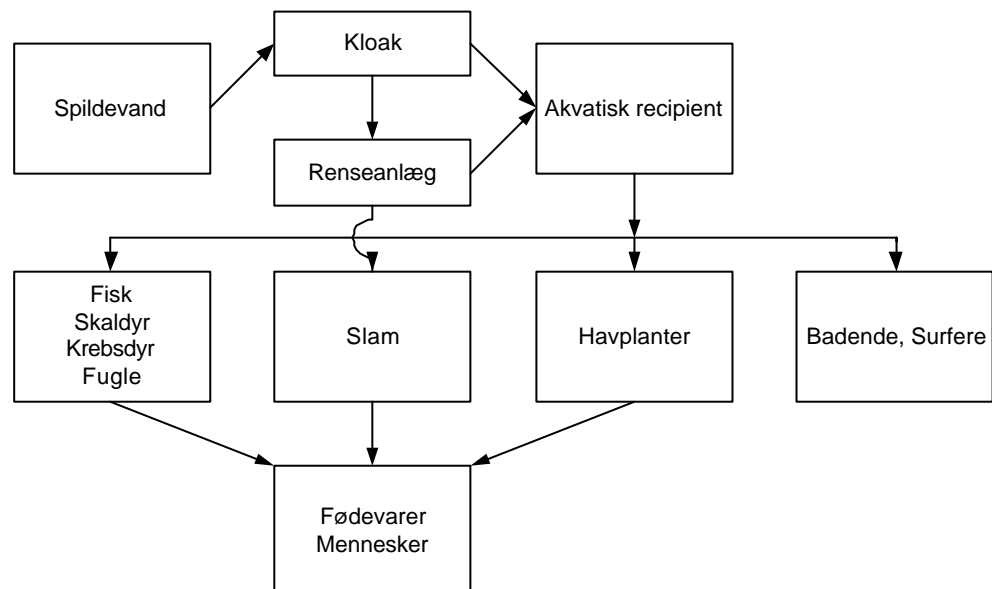 Kloak
Spildevand
Akvatisk recipient
Renseanlæg
Fisk
Skaldyr
Krebsdyr
Fugle
Slam
Havplanter
Badende, Surfere
Fødevarer
Mennesker